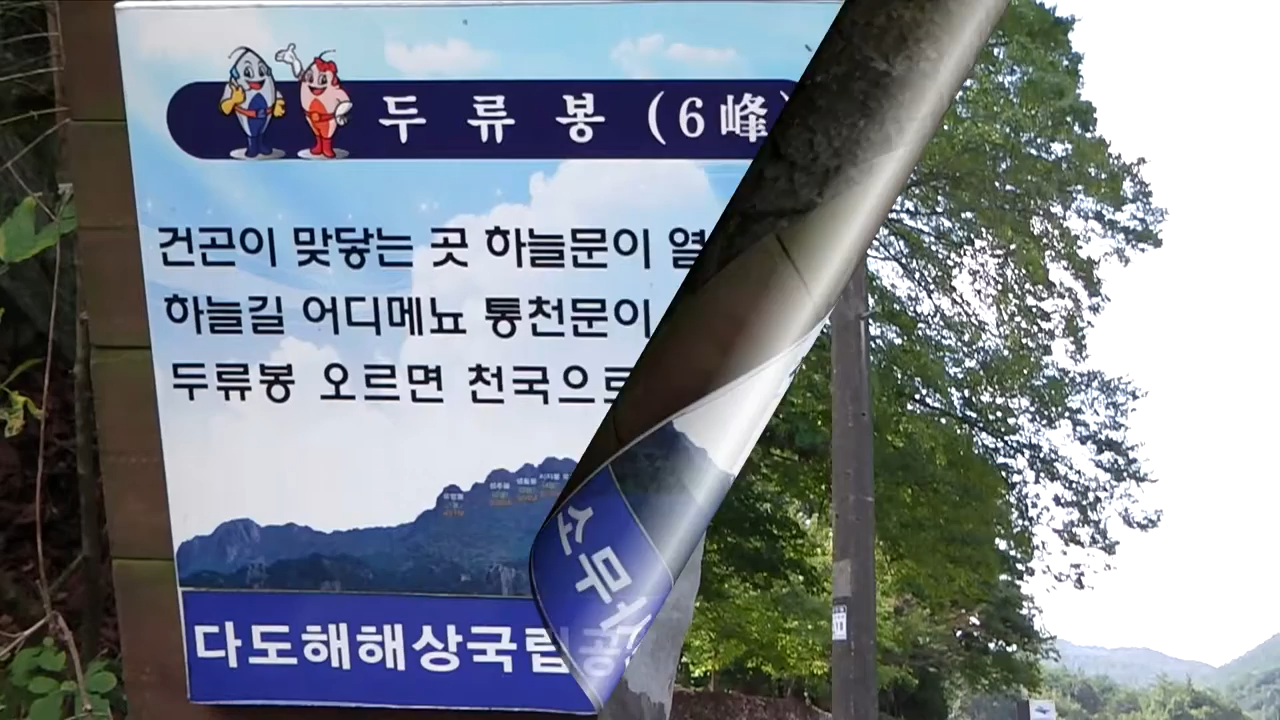 두류봉 (6峰
건곤이 맞닿는 곳 하늘문이 열
하늘길 어디메뇨 통천문이
두류봉 오르면 천국으로
다도해해상국립공
소무